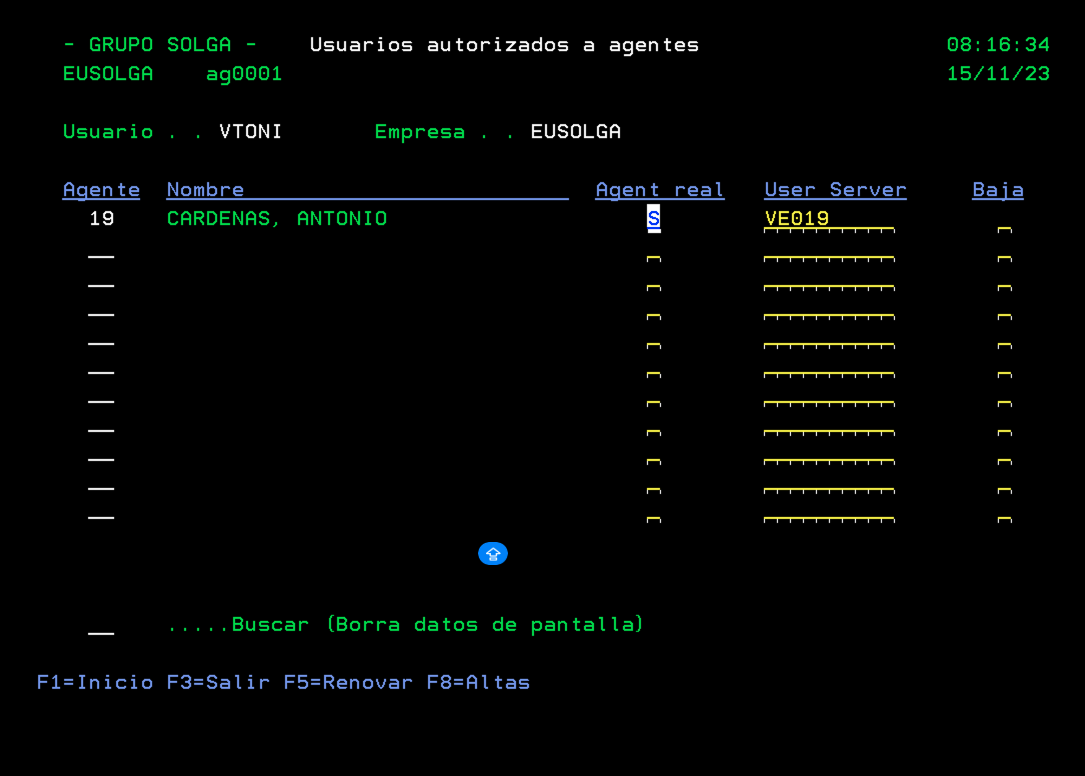 - GRUPO SOLGA - Usuarios autorizados a agentes 08:16:34
EUSOLGA ag0001 15/11/23
Usuario . . VTONI Empresa . . EUSOLGA
Agente Nombre Agent real User Server Baja
19 CARDENAS, ANTONIO S VE019
.....Buscar (Borra datos de pantalla)
F1=Inicio F3=Salir F5=Renovar F8=Altas